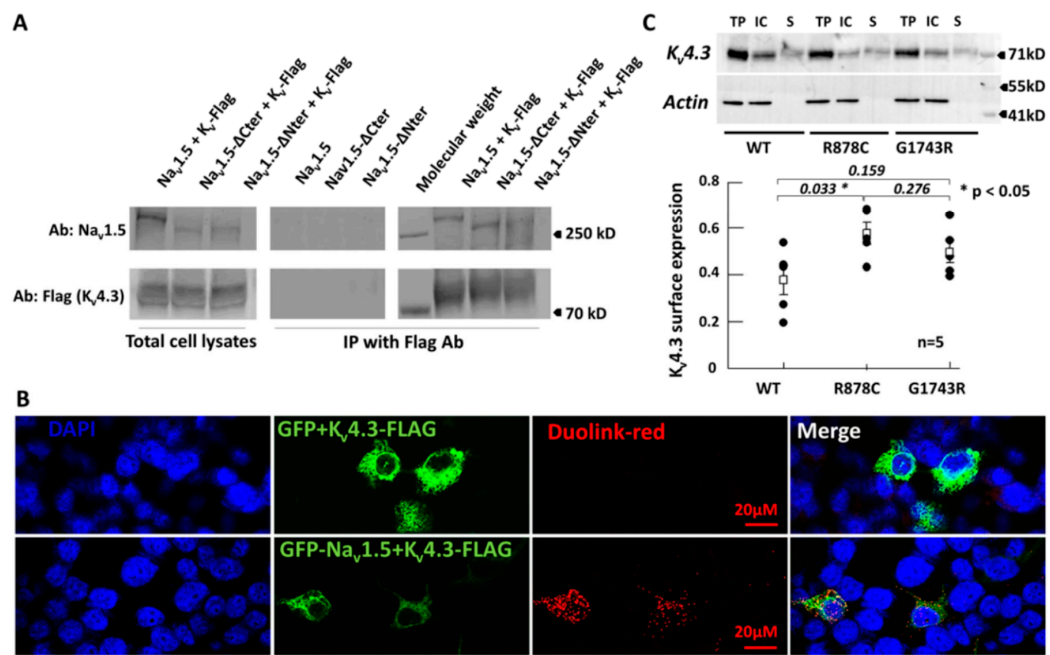 A
Nav1.5 + Kv-Flag
Nav1.5-ΔCter + Kv-Flag
Nav1.5-ΔNter + Kv-Flag
Nav1.5
Nav1.5-ΔCter
Nav1.5-ΔNter
Molecular weight
Nav1.5 + Kv-Flag
Nav1.5-ΔCter + Kv-Flag
Nav1.5-ΔNter + Kv-Flag
Ab: Nav1.5
250 kD
Ab: Flag (Kv4.3)
70 kD
Total cell lysates
IP with Flag Ab
C
TP IC S TP IC S TP IC S
Kv4.3
71kD
55kD
Actin
41kD
WT R878C G1743R
0.159
0.8
0.033 * 0.276
* p < 0.05
0.6
0.4
0.2
0
Kv4.3 surface expression
n=5
WT R878C G1743R
B
DAPI
GFP+Kv4.3-FLAG
Duolink-red
Merge
20µM
GFP-Nav1.5+Kv4.3-FLAG
20µM